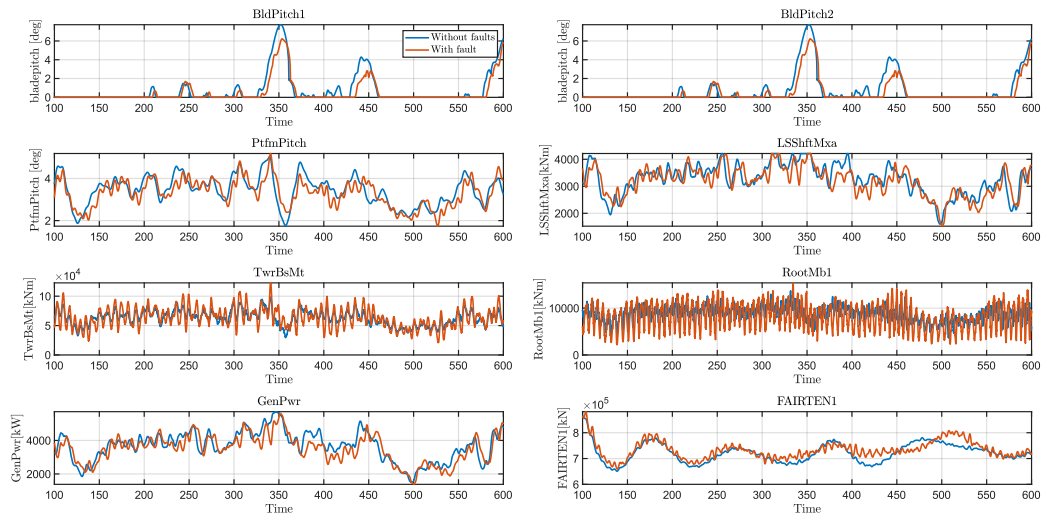 BldPitch1
bladepitch [deg]
6
4
2
0
Without faults
With fault
100 150 200 250 300 350 400 450 500 550 600
Time
BldPitch2
bladepitch [deg]
6
4
2
0
100 150 200 250 300 350 400 450 500 550 600
Time
PtfmPitch
PtfmPitch [deg]
4
2
100 150 200 250 300 350 400 450 500 550 600
Time
LSShftMxa
LSShftMxa[kNm]
4000
3000
2000
100 150 200 250 300 350 400 450 500 550 600
Time
TwrBsMt
×10⁴
TwrBsMt[kNm]
10
5
0
100 150 200 250 300 350 400 450 500 550 600
Time
RootMb1
RootMb1[kNm]
10000
5000
0
100 150 200 250 300 350 400 450 500 550 600
Time
GenPwr
GenPwr[kW]
4000
2000
100 150 200 250 300 350 400 450 500 550 600
Time
FAIRTEN1
×10⁵
FAIRTEN1[kN]
8
7
6
100 150 200 250 300 350 400 450 500 550 600
Time